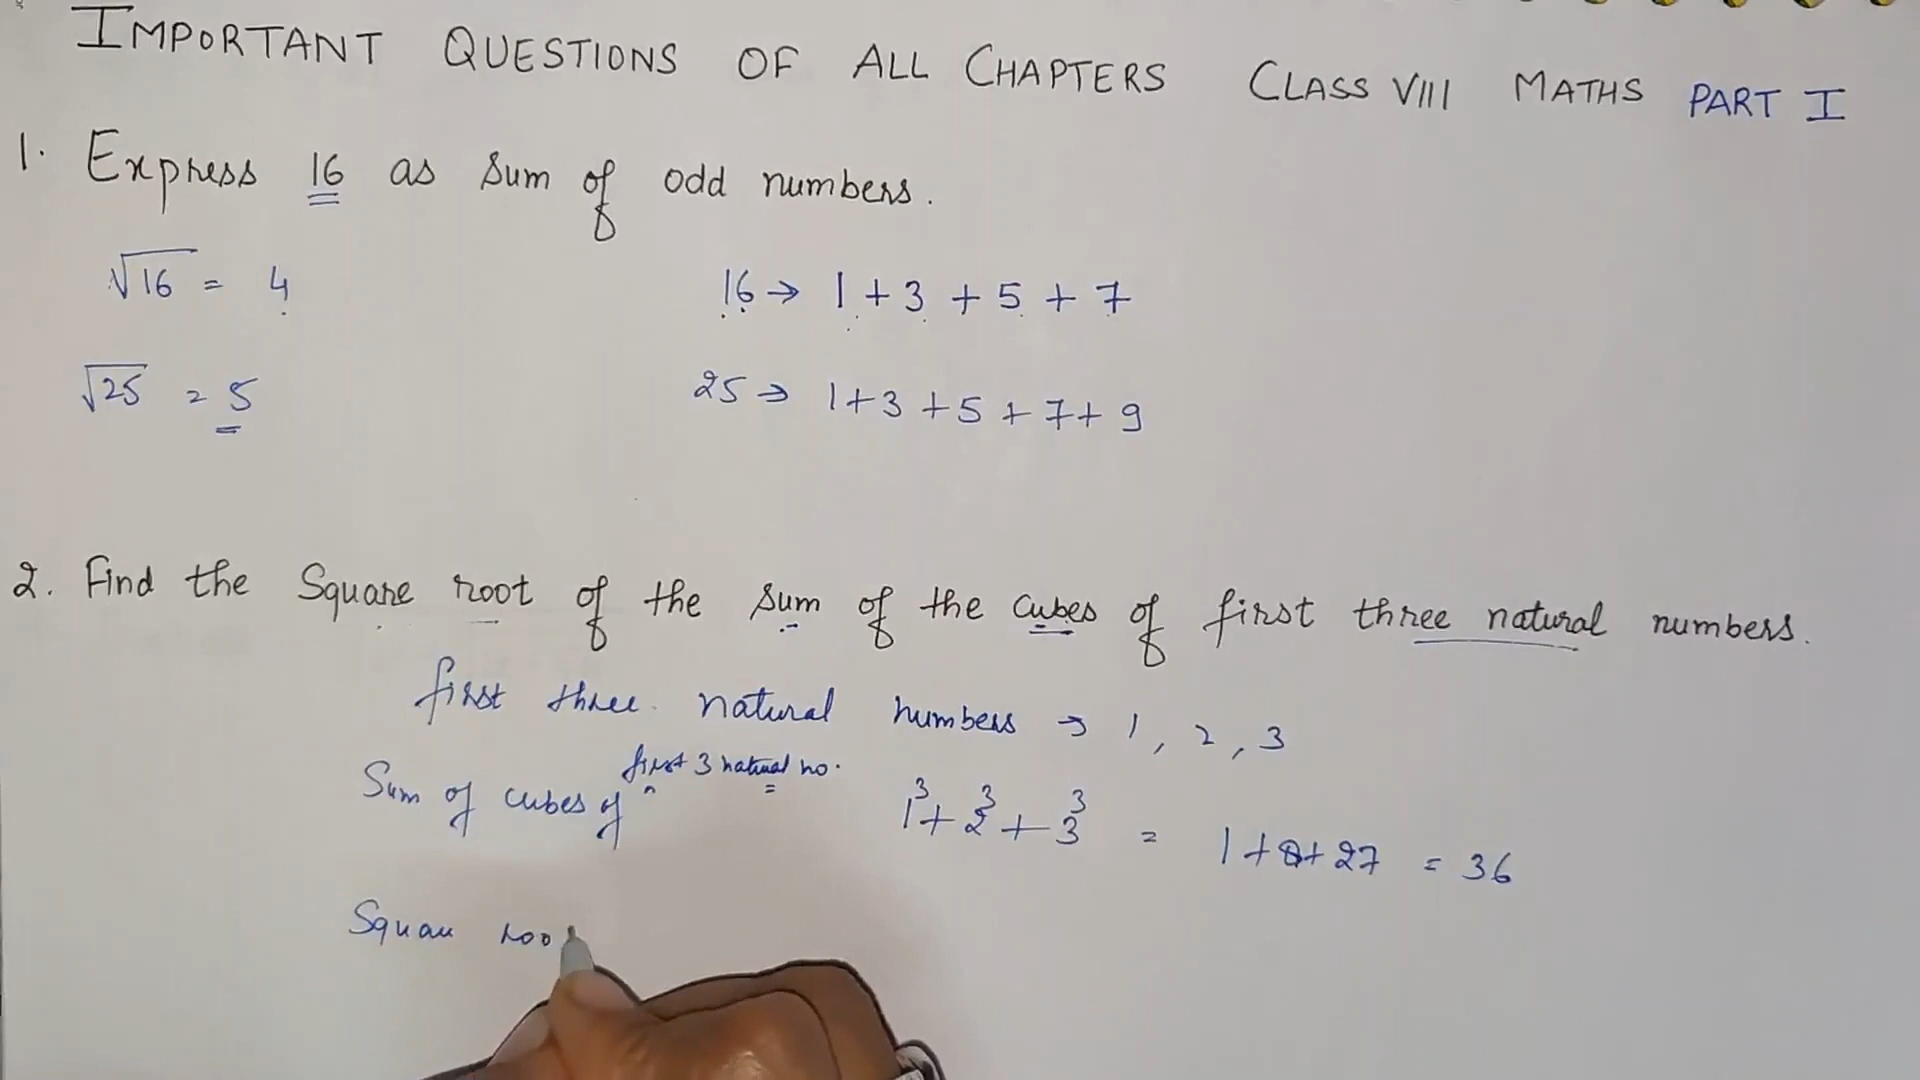 IMPORTANT QUESTIONS OF ALL CHAPTERS CLASS VIII MATHS PART I
1. Express 16 as sum of odd numbers.
√16 = 4 16 → 1 + 3 + 5 + 7
√25 = 5 25 → 1 + 3 + 5 + 7 + 9
2. Find the Square root of the sum of the cubes of first three natural numbers.
first three natural numbers → 1, 2, 3
first 3 natural no.
Sum of cubes of 1³ + 2³ + 3³ = 1 + 8 + 27 = 36
Square roo